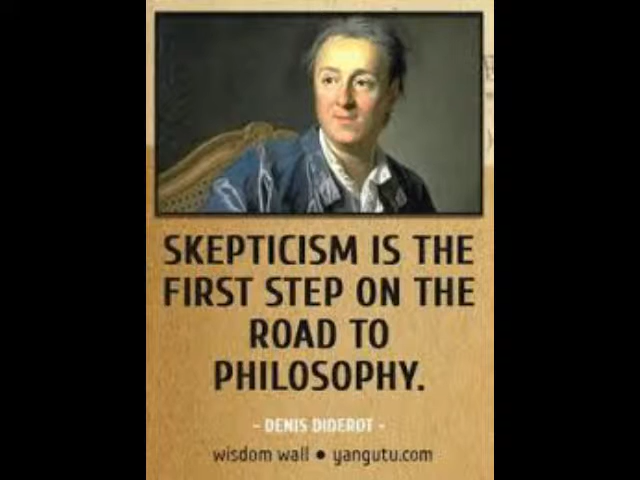 SKEPTICISM IS THE
FIRST STEP ON THE
ROAD TO
PHILOSOPHY.
- DENIS DIDEROT -
wisdom wall ● yangutu.com